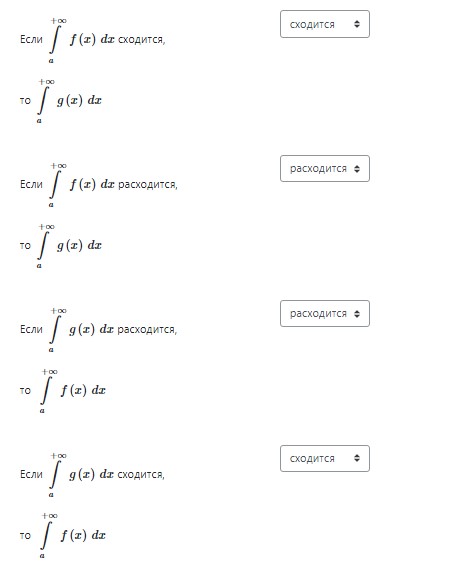 Если $\int\limits_{a}^{+\infty} f(x)\ dx$ сходится, сходится
то $\int\limits_{a}^{+\infty} g(x)\ dx$
Если $\int\limits_{a}^{+\infty} f(x)\ dx$ расходится, расходится
то $\int\limits_{a}^{+\infty} g(x)\ dx$
Если $\int\limits_{a}^{+\infty} g(x)\ dx$ расходится, расходится
то $\int\limits_{a}^{+\infty} f(x)\ dx$
Если $\int\limits_{a}^{+\infty} g(x)\ dx$ сходится, сходится
то $\int\limits_{a}^{+\infty} f(x)\ dx$